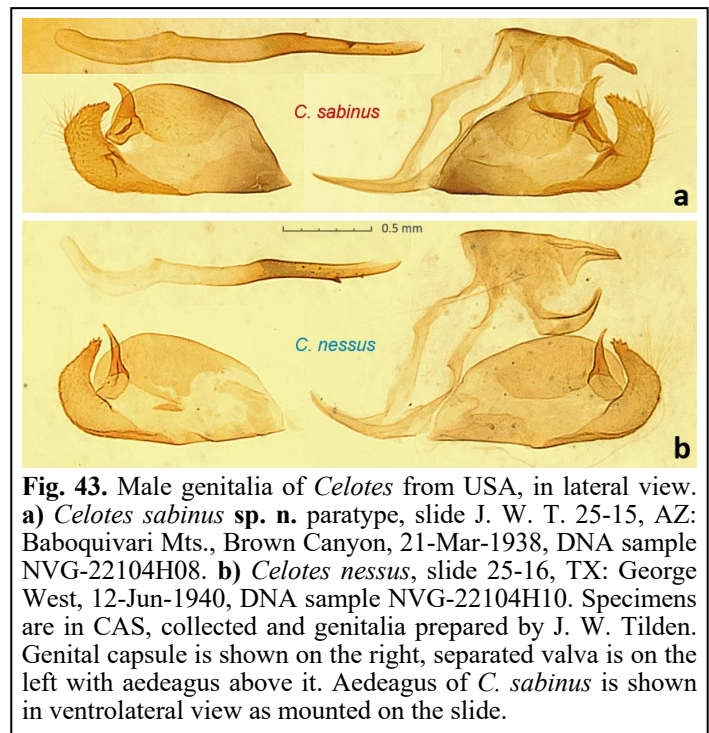 C. sabinus
a
0.5 mm
C. nessus
b
Fig. 43. Male genitalia of Celotes from USA, in lateral view.
a) Celotes sabinus sp. n. paratype, slide J. W. T. 25-15, AZ:
Baboquivari Mts., Brown Canyon, 21-Mar-1938, DNA sample
NVG-22104H08. b) Celotes nessus, slide 25-16, TX: George
West, 12-Jun-1940, DNA sample NVG-22104H10. Specimens
are in CAS, collected and genitalia prepared by J. W. Tilden.
Genital capsule is shown on the right, separated valva is on the
left with aedeagus above it. Aedeagus of C. sabinus is shown
in ventrolateral view as mounted on the slide.